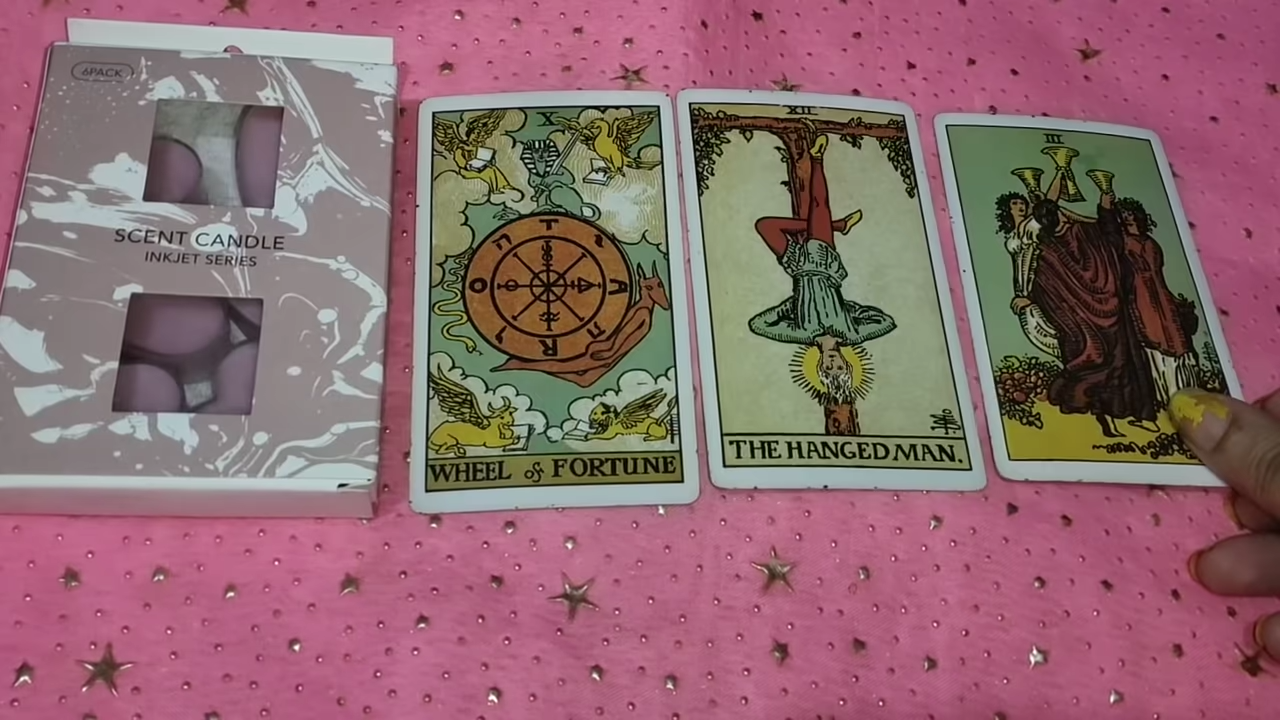 6PACK
SCENT CANDLE
INKJET SERIES
X
T
A
R
O
WHEEL of FORTUNE
XII
THE HANGED MAN.
III